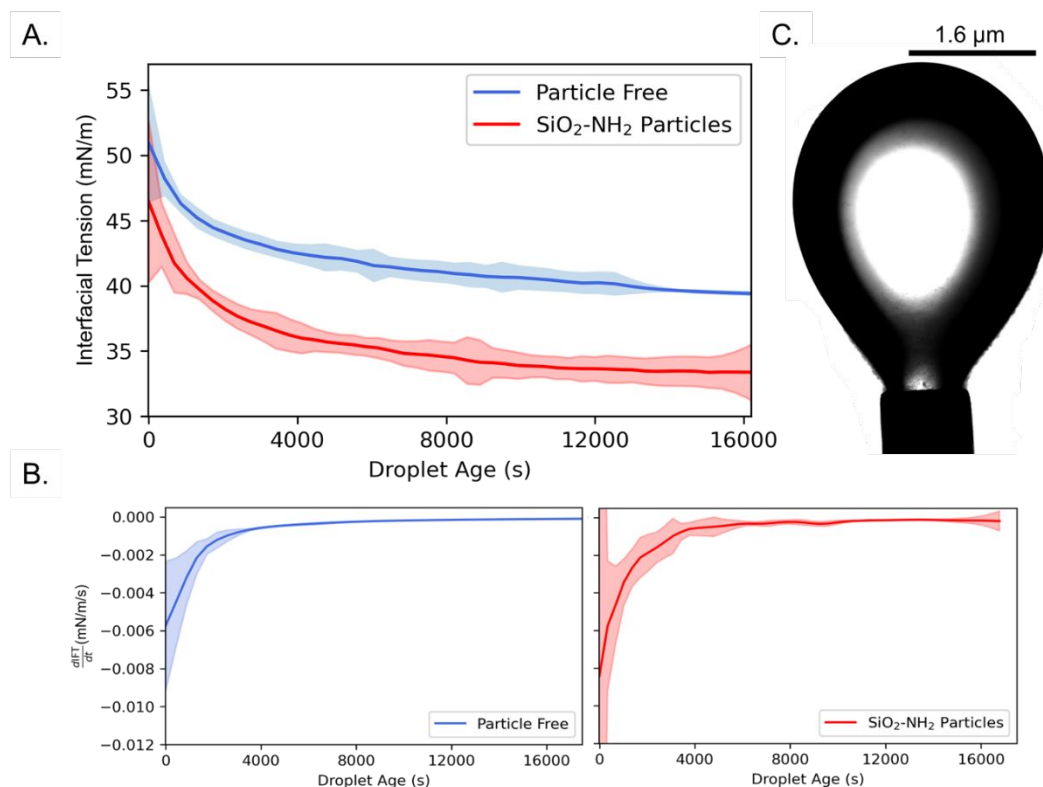 A.
C.
1.6 µm
Particle Free
SiO₂-NH₂ Particles
Interfacial Tension (mN/m)
55
50
45
40
35
30
0 4000 8000 12000 16000
Droplet Age (s)
B.
dIFT/dt (mN/m/s)
0.000
−0.002
−0.004
−0.006
−0.008
−0.010
−0.012
Particle Free
SiO₂-NH₂ Particles
0 4000 8000 12000 16000
0 4000 8000 12000 16000
Droplet Age (s)
Droplet Age (s)